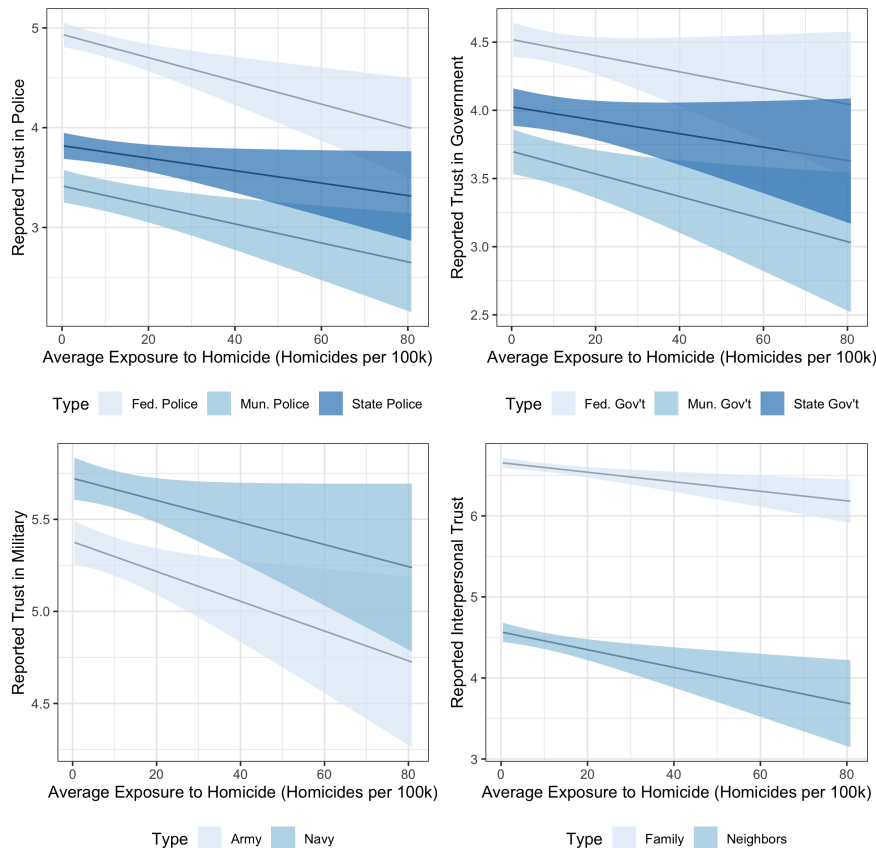 Reported Trust in Police
5
4
3
0 20 40 60 80
Average Exposure to Homicide (Homicides per 100k)
Type Fed. Police Mun. Police State Police
Reported Trust in Government
4.5
4.0
3.5
3.0
2.5
0 20 40 60 80
Average Exposure to Homicide (Homicides per 100k)
Type Fed. Gov't Mun. Gov't State Gov't
Reported Trust in Military
5.5
5.0
4.5
0 20 40 60 80
Average Exposure to Homicide (Homicides per 100k)
Type Army Navy
Reported Interpersonal Trust
6
5
4
3
0 20 40 60 80
Average Exposure to Homicide (Homicides per 100k)
Type Family Neighbors